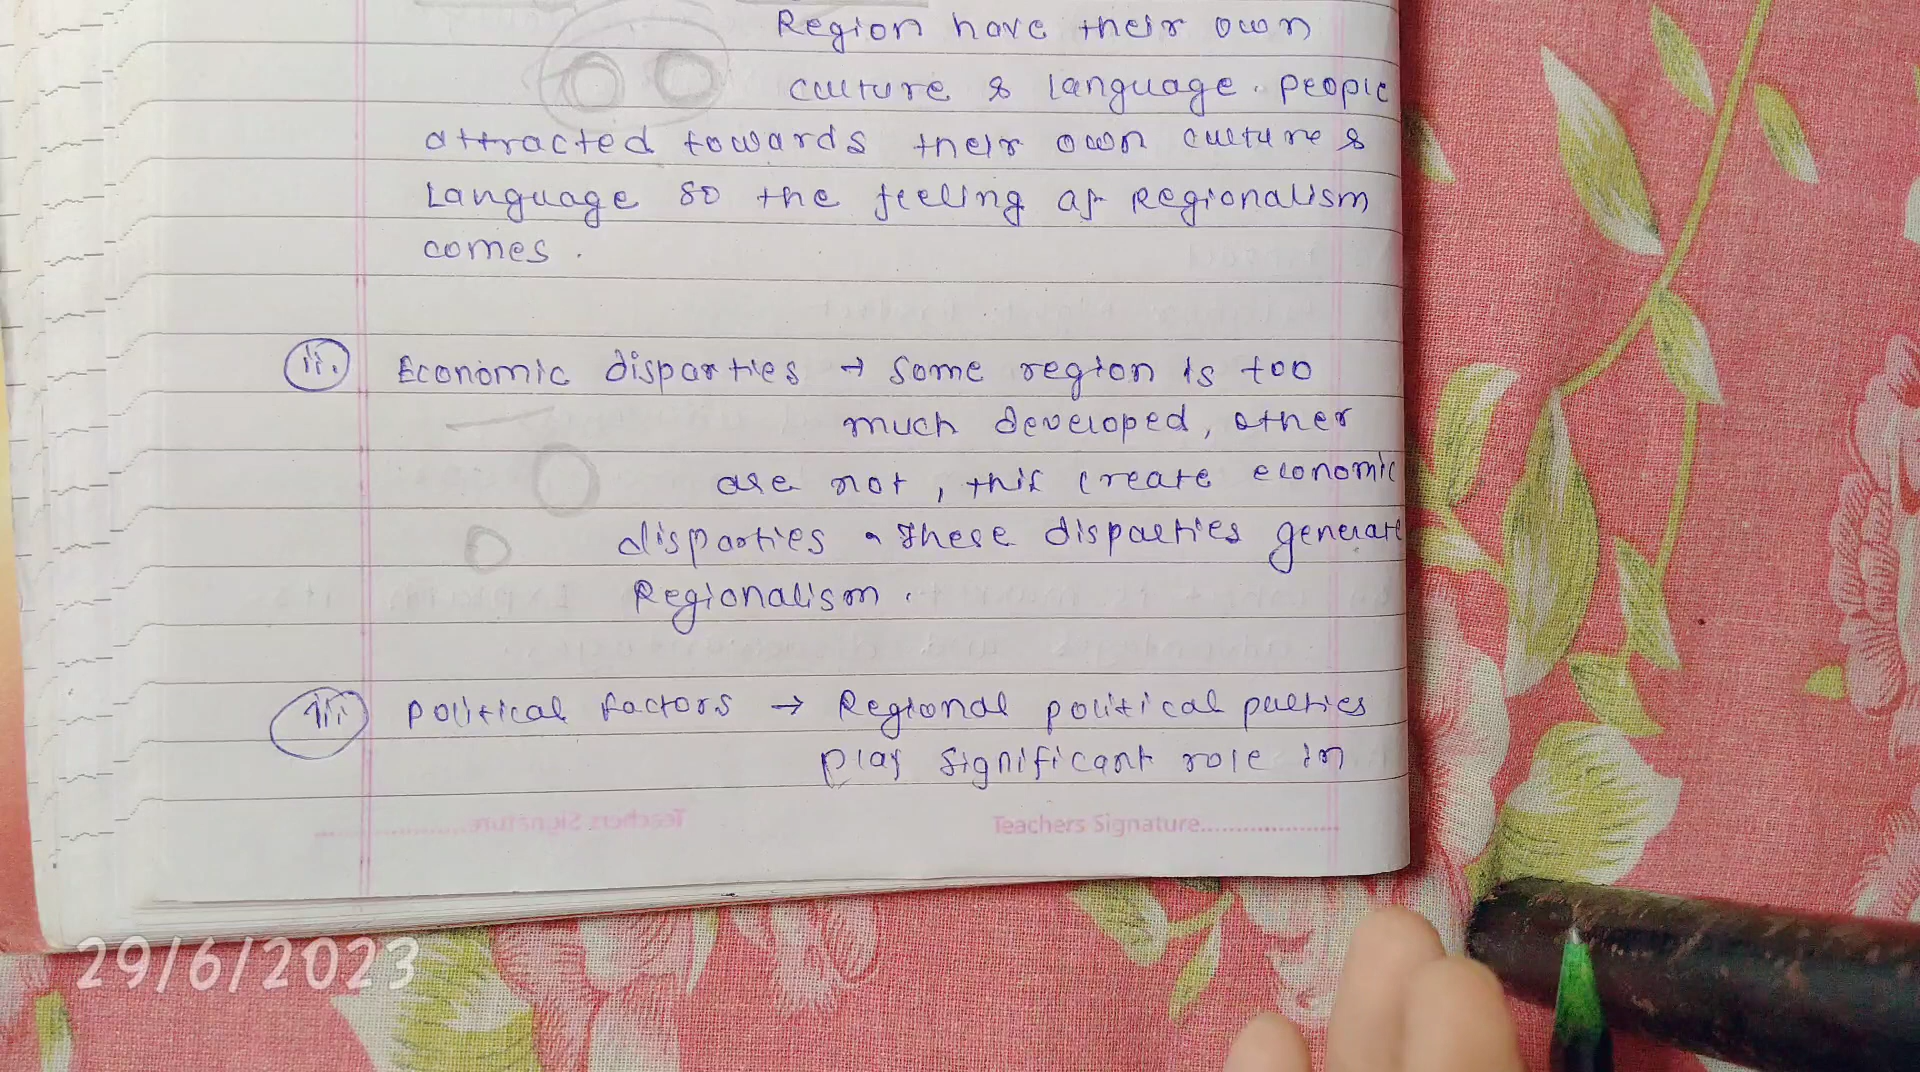 Region have their own
culture & language. people
attracted towards their own culture &
Language so the feeling of Regionalism
comes.
ii. Economic disparties → Some region is too
much developed, other
are not, this create economic
disparties. These disparties generate
Regionalism.
iii Political factors → Regional political parties
play significant role in
Teachers Signature
Teachers Signature
29/6/2023